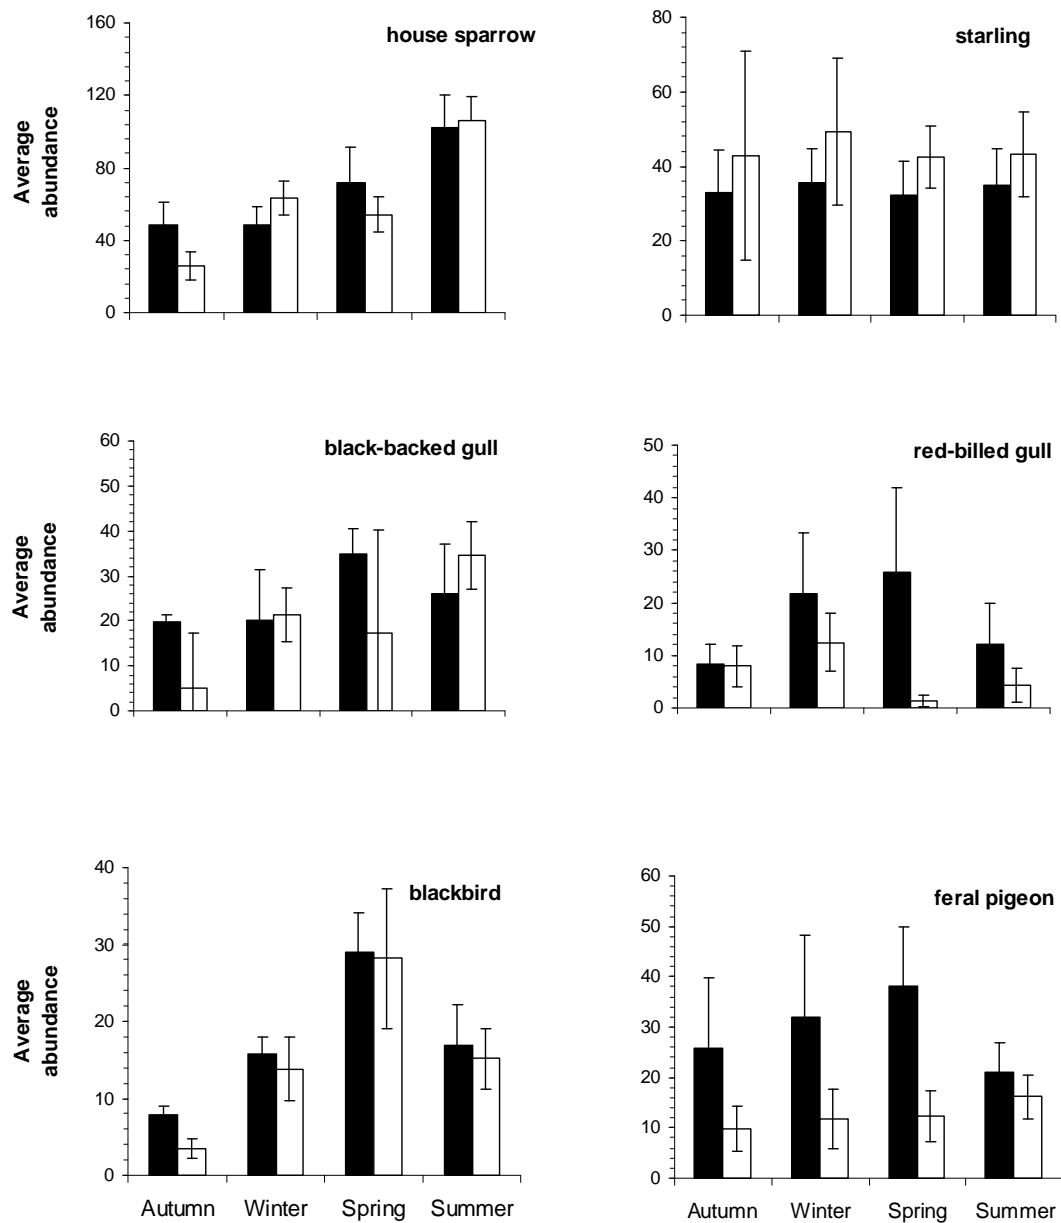 house sparrow
Average
abundance
160
120
80
40
0
starling
80
60
40
20
0
black-backed gull
Average
abundance
60
50
40
30
20
10
0
red-billed gull
50
40
30
20
10
0
blackbird
Average
abundance
40
30
20
10
0
Autumn Winter Spring Summer
feral pigeon
60
50
40
30
20
10
0
Autumn Winter Spring Summer